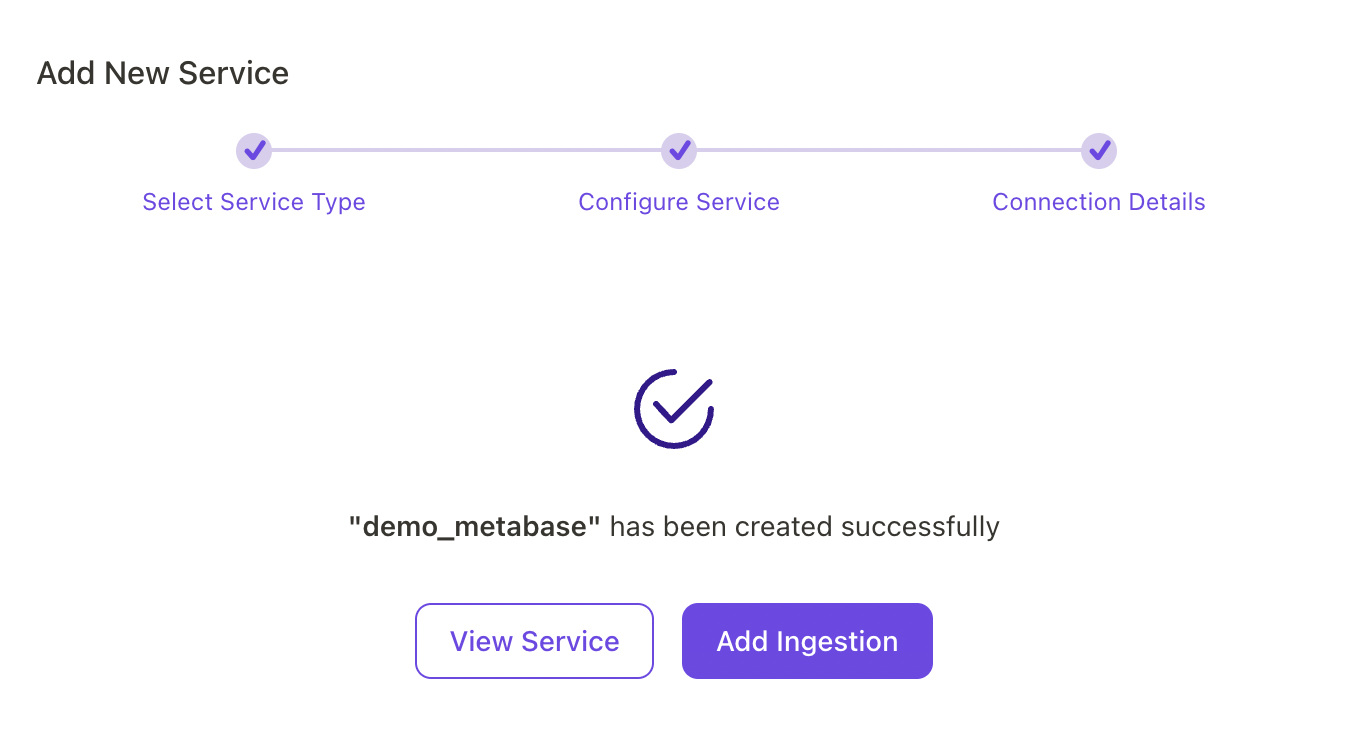 Add New Service
Select Service Type Configure Service Connection Details
"demo_metabase" has been created successfully
View Service Add Ingestion